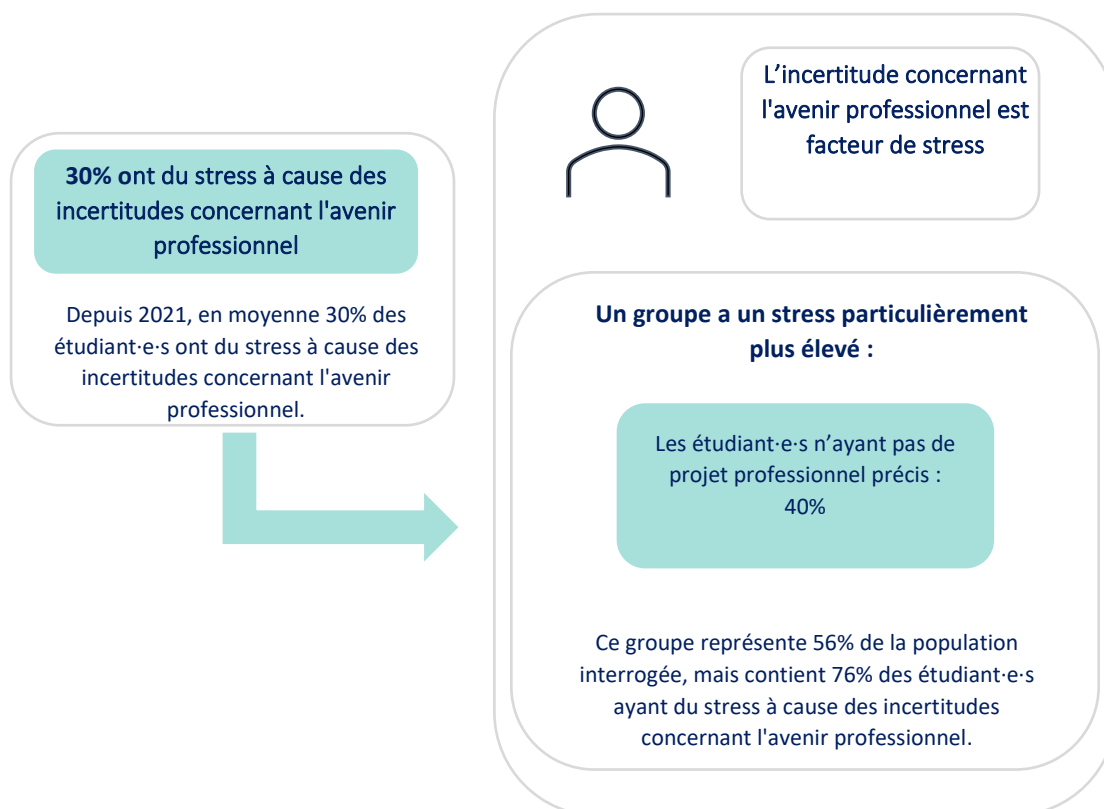 30% ont du stress à cause des
incertitudes concernant l'avenir
professionnel
Depuis 2021, en moyenne 30% des
étudiant·e·s ont du stress à cause des
incertitudes concernant l'avenir
professionnel.
L’incertitude concernant
l'avenir professionnel est
facteur de stress
Un groupe a un stress particulièrement
plus élevé :
Les étudiant·e·s n’ayant pas de
projet professionnel précis :
40%
Ce groupe représente 56% de la population
interrogée, mais contient 76% des étudiant·e·s
ayant du stress à cause des incertitudes
concernant l'avenir professionnel.